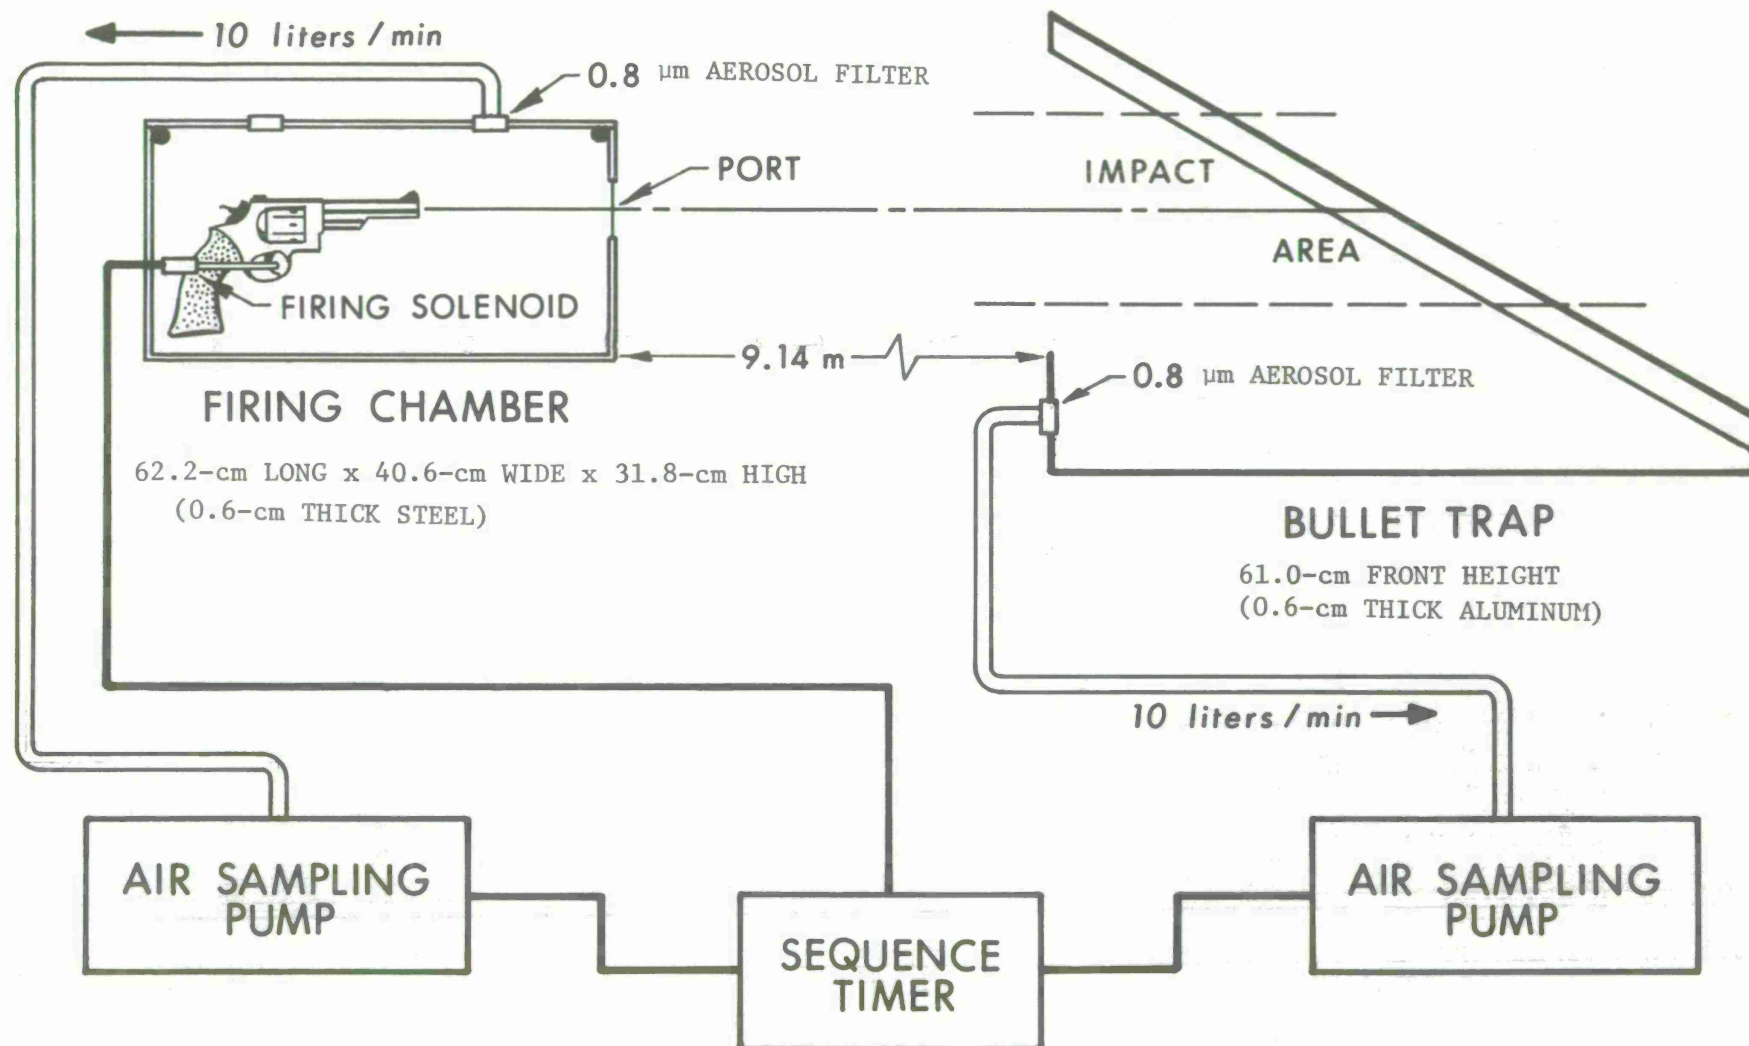 10 liters/min
0.8 μm AEROSOL FILTER
PORT
IMPACT
AREA
FIRING SOLENOID
9.14 m
0.8 μm AEROSOL FILTER
FIRING CHAMBER
62.2-cm LONG x 40.6-cm WIDE x 31.8-cm HIGH
(0.6-cm THICK STEEL)
BULLET TRAP
61.0-cm FRONT HEIGHT
(0.6-cm THICK ALUMINUM)
10 liters/min
AIR SAMPLING
PUMP
SEQUENCE
TIMER
AIR SAMPLING
PUMP